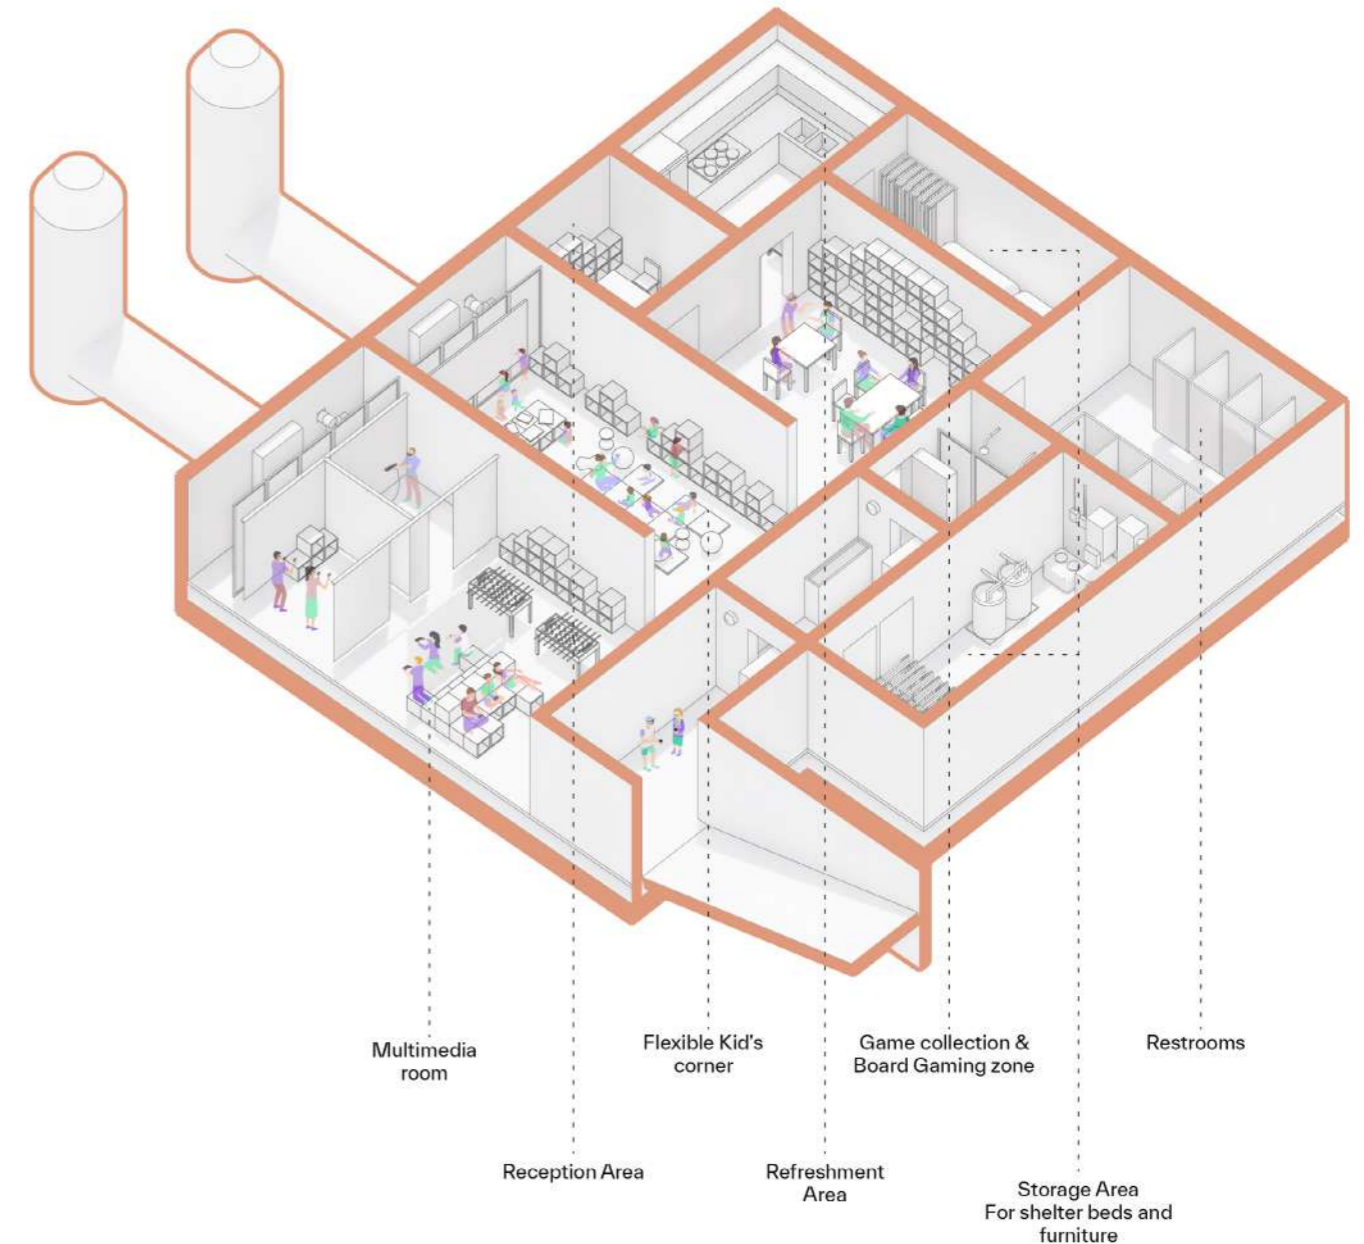 Multimedia
room
Flexible Kid's
corner
Game collection &
Board Gaming zone
Restrooms
Reception Area
Refreshment
Area
Storage Area
For shelter beds and
furniture